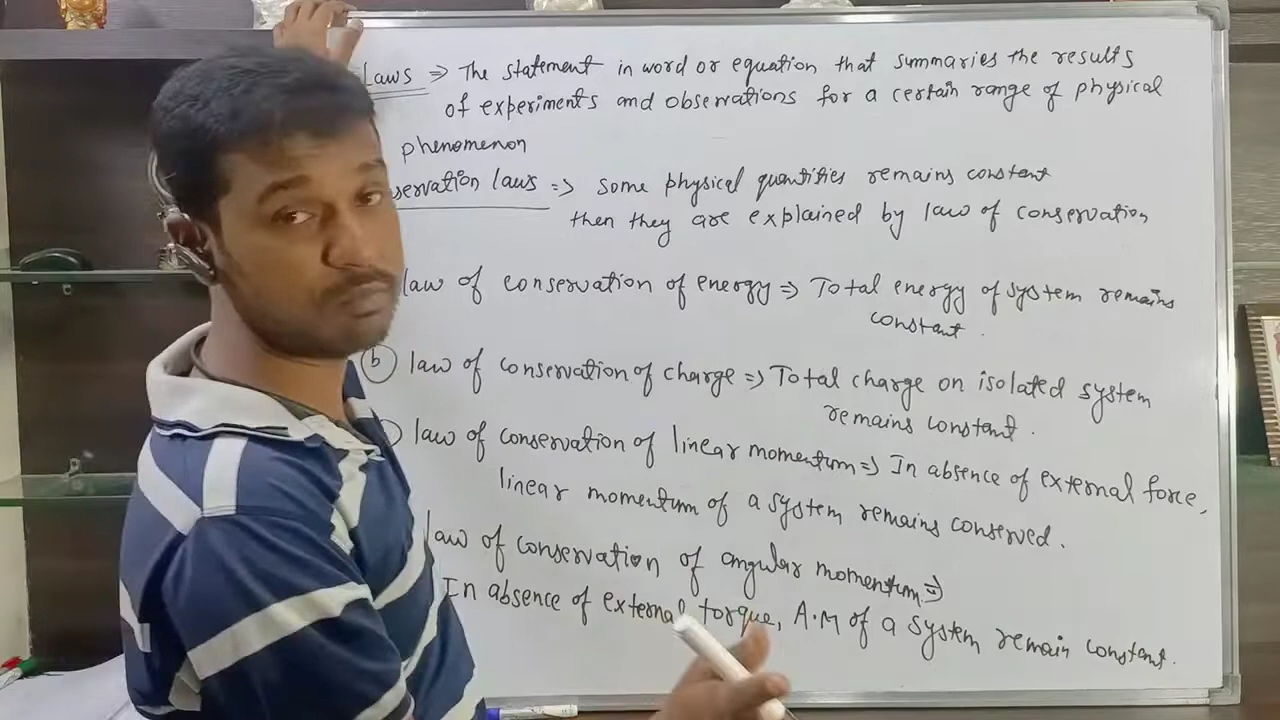 Laws ⇒ The statement in word or equation that summaries the results
of experiments and observations for a certain range of physical
phenomenon
servation laws ⇒ some physical quantities remains constant
then they are explained by law of conservation
law of conservation of energy ⇒ Total energy of system remains
constant.
(b) law of conservation of charge ⇒ Total charge on isolated system
remains constant.
law of conservation of linear momentum ⇒ In absence of external force,
linear momentum of a system remains conserved.
law of conservation of angular momentum ⇒
In absence of external torque, A.M of a system remain constant.